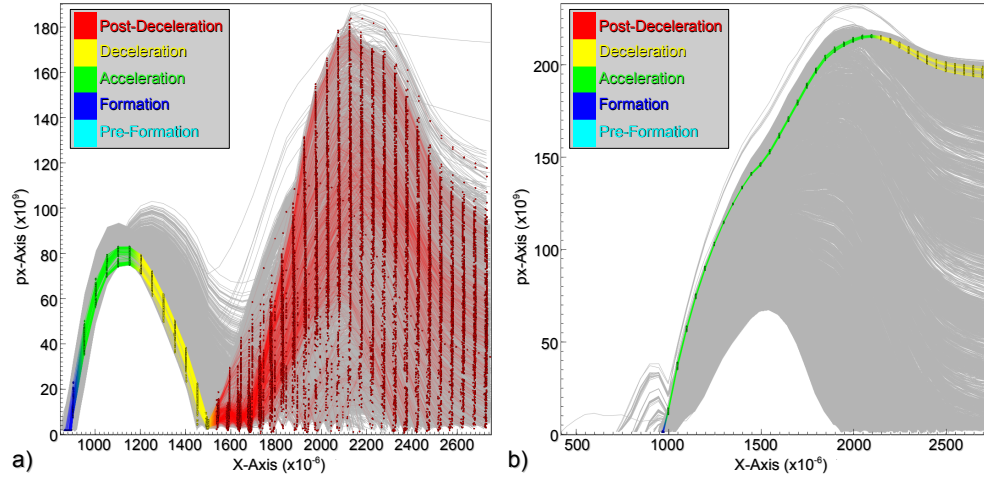 180
160
140
120
100
80
60
40
20
0
px-Axis (x10⁹)
Post-Deceleration
Deceleration
Acceleration
Formation
Pre-Formation
1000 1200 1400 1600 1800 2000 2200 2400 2600
X-Axis (x10⁻⁶)
a)
200
150
100
50
0
px-Axis (x10⁹)
Post-Deceleration
Deceleration
Acceleration
Formation
Pre-Formation
500 1000 1500 2000 2500
X-Axis (x10⁻⁶)
b)